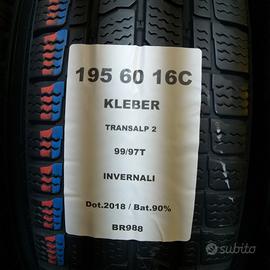 195 60 16C
KLEBER
TRANSALP 2
99/97T
INVERNALI
Dot.2018 / Bat.90%
BR988
subito